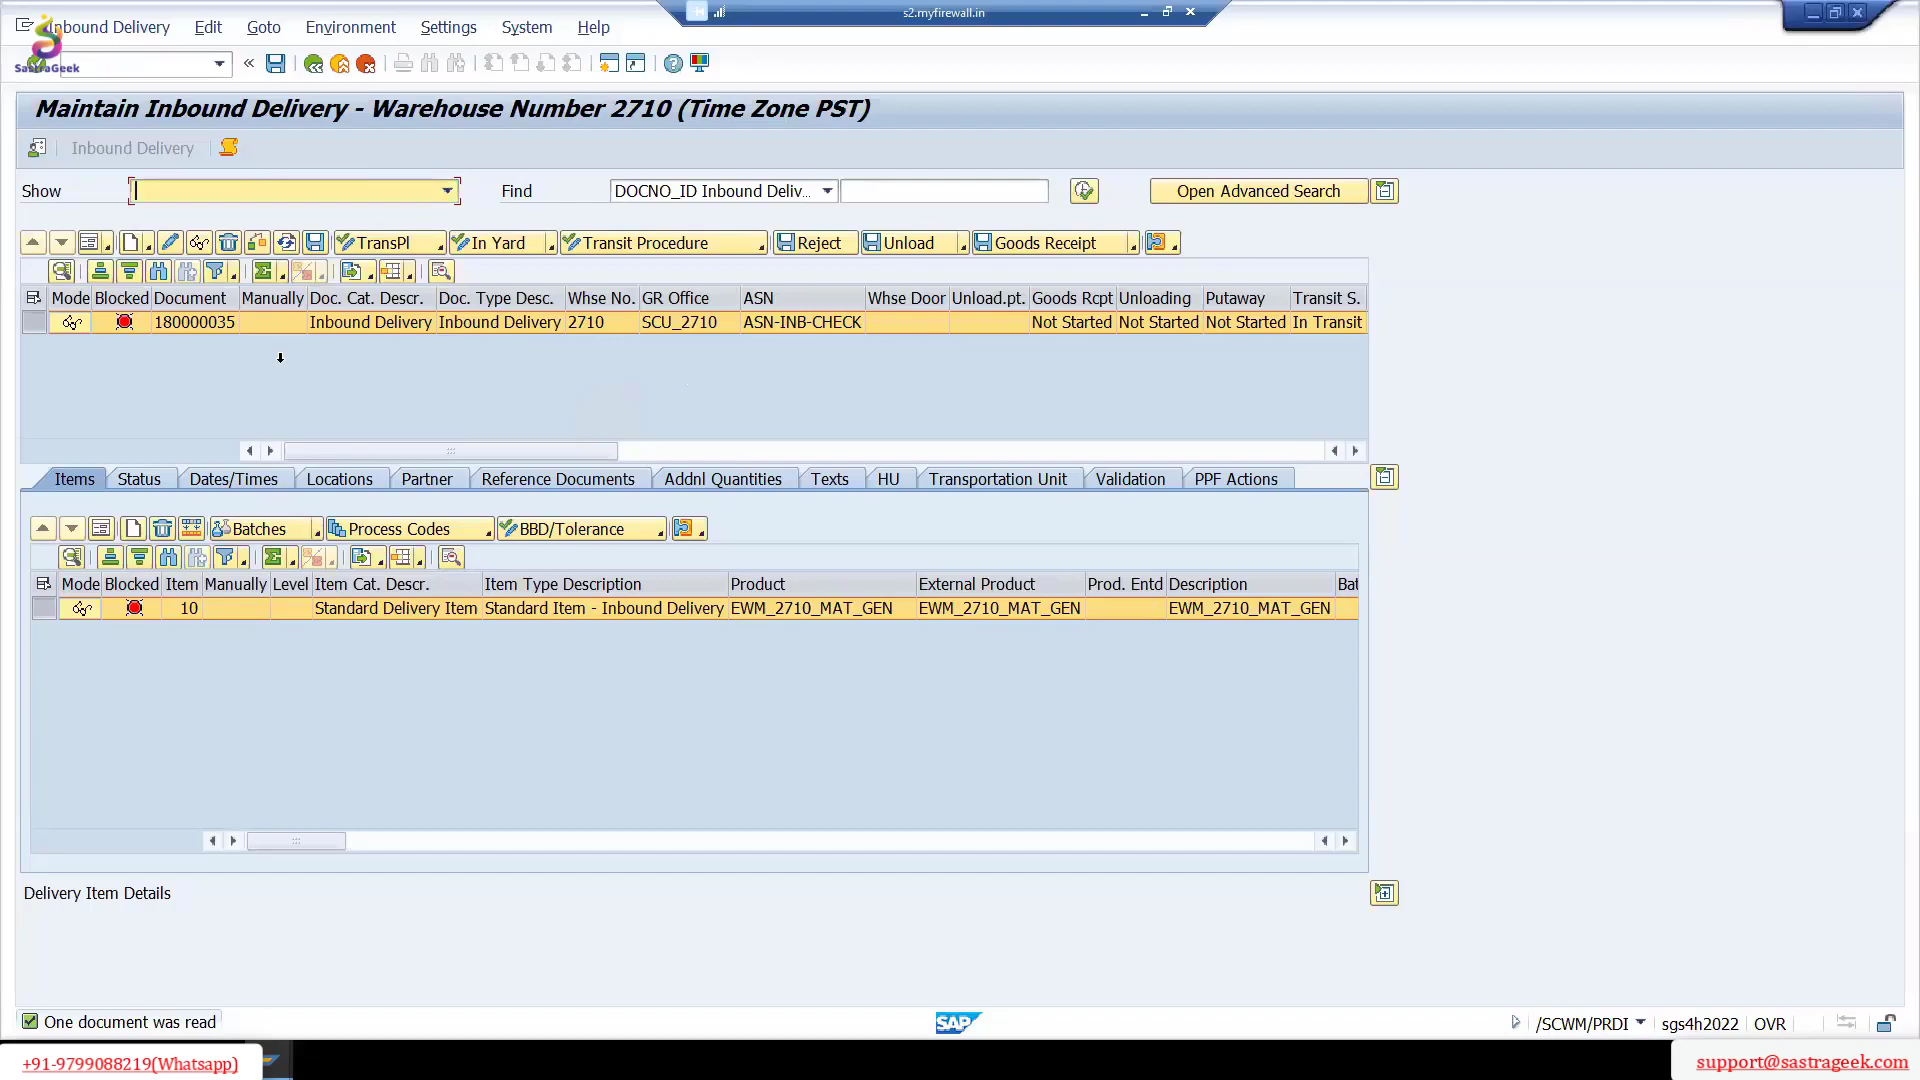 s2.myfirewall.in
Inbound Delivery Edit Goto Environment Settings System Help
SastraGeek
Maintain Inbound Delivery - Warehouse Number 2710 (Time Zone PST)
Inbound Delivery
Show Find DOCNO_ID Inbound Deliv... Open Advanced Search
TransPl In Yard Transit Procedure Reject Unload Goods Receipt
Mode Blocked Document Manually Doc. Cat. Descr. Doc. Type Desc. Whse No. GR Office ASN Whse Door Unload.pt. Goods Rcpt Unloading Putaway Transit S.
180000035 Inbound Delivery Inbound Delivery 2710 SCU_2710 ASN-INB-CHECK Not Started Not Started Not Started In Transit
Items Status Dates/Times Locations Partner Reference Documents Addnl Quantities Texts HU Transportation Unit Validation PPF Actions
Batches Process Codes BBD/Tolerance
Mode Blocked Item Manually Level Item Cat. Descr. Item Type Description Product External Product Prod. Entd Description Bat
10 Standard Delivery Item Standard Item - Inbound Delivery EWM_2710_MAT_GEN EWM_2710_MAT_GEN EWM_2710_MAT_GEN
Delivery Item Details
One document was read SAP /SCWM/PRDI sgs4h2022 OVR
+91-9799088219(Whatsapp) support@sastrageek.com